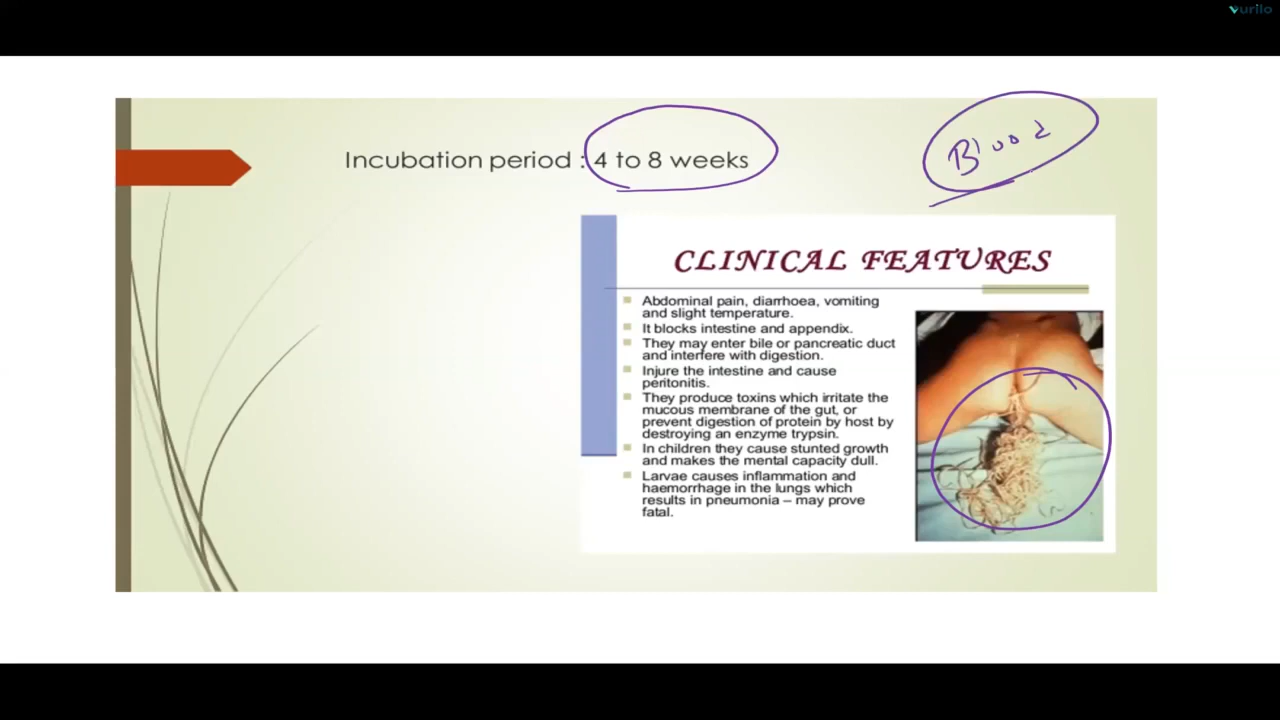 Vurilo
Incubation period : 4 to 8 weeks
Blood
CLINICAL FEATURES
Abdominal pain, diarrhoea, vomiting
and slight temperature.
It blocks intestine and appendix.
They may enter bile or pancreatic duct
and interfere with digestion.
Injure the intestine and cause
peritonitis.
They produce toxins which irritate the
mucous membrane of the gut, or
prevent digestion of protein by host by
destroying an enzyme trypsin.
In children they cause stunted growth
and makes the mental capacity dull.
Larvae causes inflammation and
haemorrhage in the lungs which
results in pneumonia – may prove
fatal.